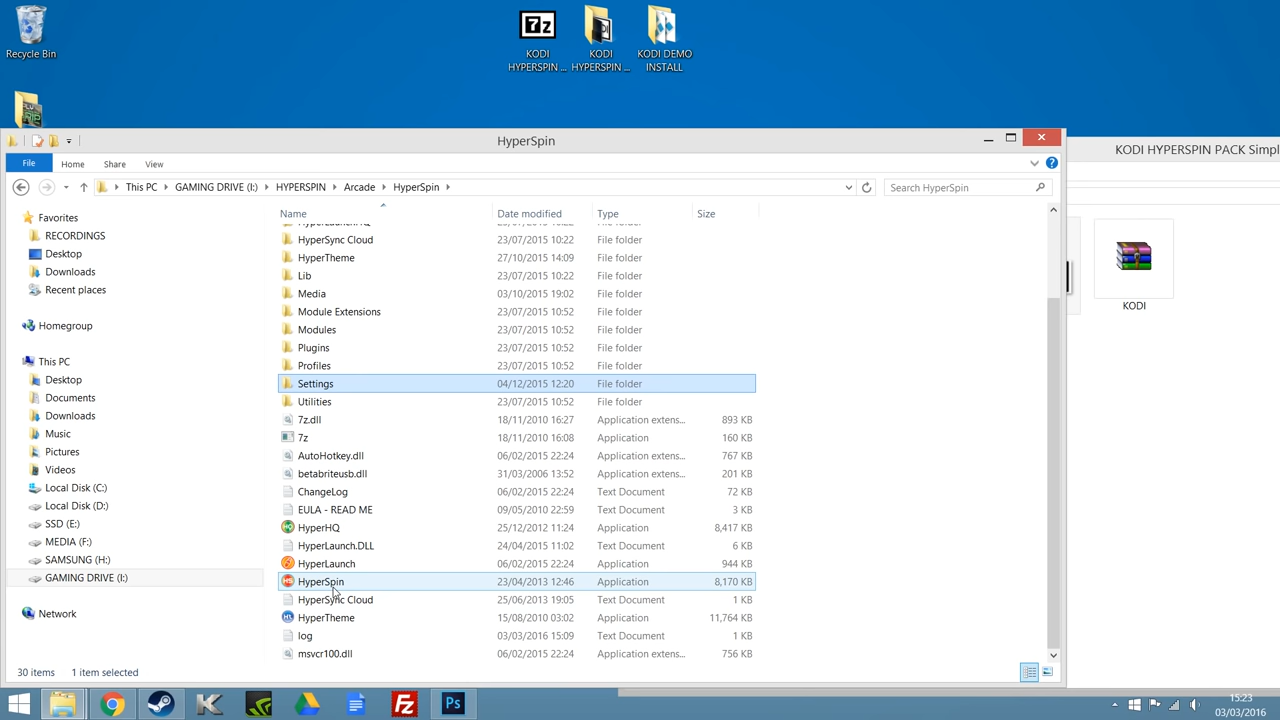 Recycle Bin
7z
KODI
HYPERSPIN ...
KODI
HYPERSPIN ...
KODI DEMO
INSTALL
HyperSpin
File
Home
Share
View
KODI HYPERSPIN PACK Simpl
This PC
GAMING DRIVE (I:)
HYPERSPIN
Arcade
HyperSpin
Search HyperSpin
Name
Date modified
Type
Size
Favorites
RECORDINGS
Desktop
Downloads
Recent places
Homegroup
This PC
Desktop
Documents
Downloads
Music
Pictures
Videos
Local Disk (C:)
Local Disk (D:)
SSD (E:)
MEDIA (F:)
SAMSUNG (H:)
GAMING DRIVE (I:)
Network
HyperSync Cloud 23/07/2015 10:22 File folder
HyperTheme 27/10/2015 14:09 File folder
Lib 23/07/2015 10:22 File folder
Media 03/10/2015 19:02 File folder
Module Extensions 23/07/2015 10:52 File folder
Modules 23/07/2015 10:52 File folder
Plugins 23/07/2015 10:52 File folder
Profiles 23/07/2015 10:52 File folder
Settings 04/12/2015 12:20 File folder
Utilities 23/07/2015 10:52 File folder
7z.dll 18/11/2010 16:27 Application extens... 893 KB
7z 18/11/2010 16:08 Application 160 KB
AutoHotkey.dll 06/02/2015 22:24 Application extens... 767 KB
betabriteusb.dll 31/03/2006 13:52 Application extens... 201 KB
ChangeLog 06/02/2015 22:24 Text Document 72 KB
EULA - READ ME 09/05/2010 22:59 Text Document 3 KB
HyperHQ 25/12/2012 11:24 Application 8,417 KB
HyperLaunch.DLL 24/04/2015 11:02 Text Document 6 KB
HyperLaunch 06/02/2015 22:24 Application 944 KB
HyperSpin 23/04/2013 12:46 Application 8,170 KB
HyperSync Cloud 25/06/2013 19:05 Text Document 1 KB
HyperTheme 15/08/2010 03:02 Application 11,764 KB
log 03/03/2016 15:09 Text Document 1 KB
msvcr100.dll 06/02/2015 22:24 Application extens... 756 KB
KODI
30 items
1 item selected
15:23
03/03/2016